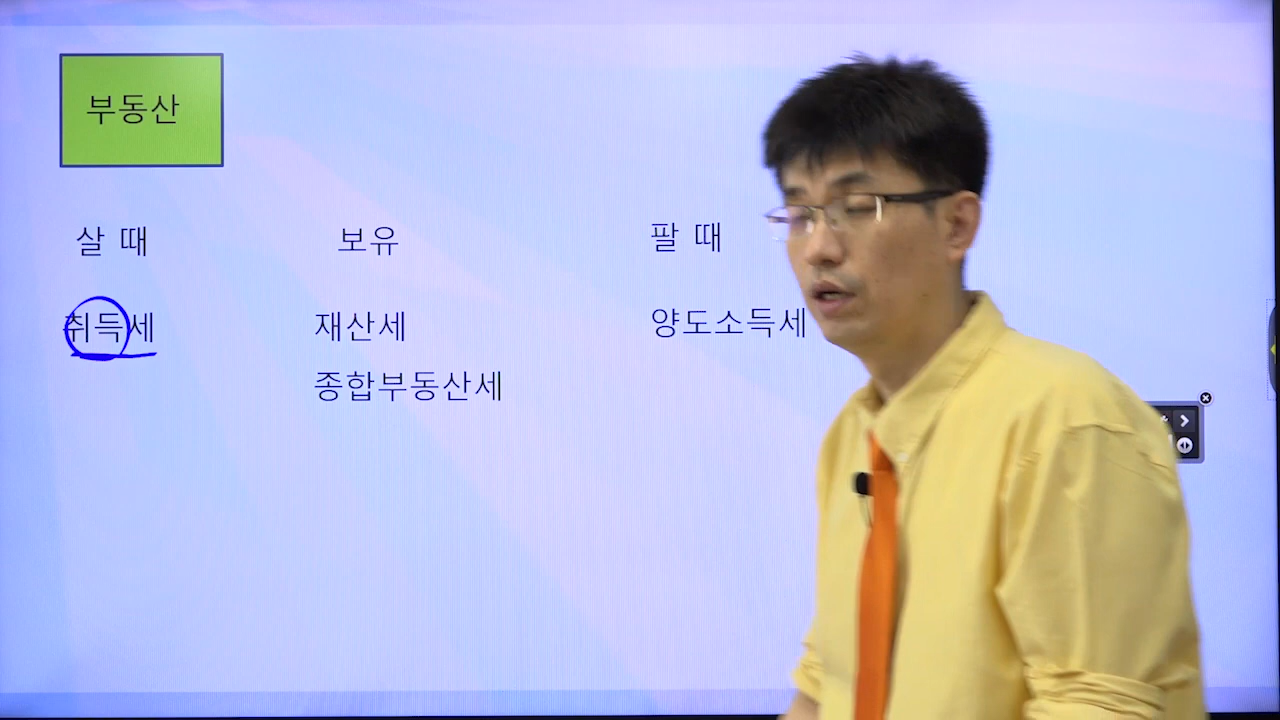 부동산
살 때 보유 팔 때
취득세 재산세 양도소득세
종합부동산세